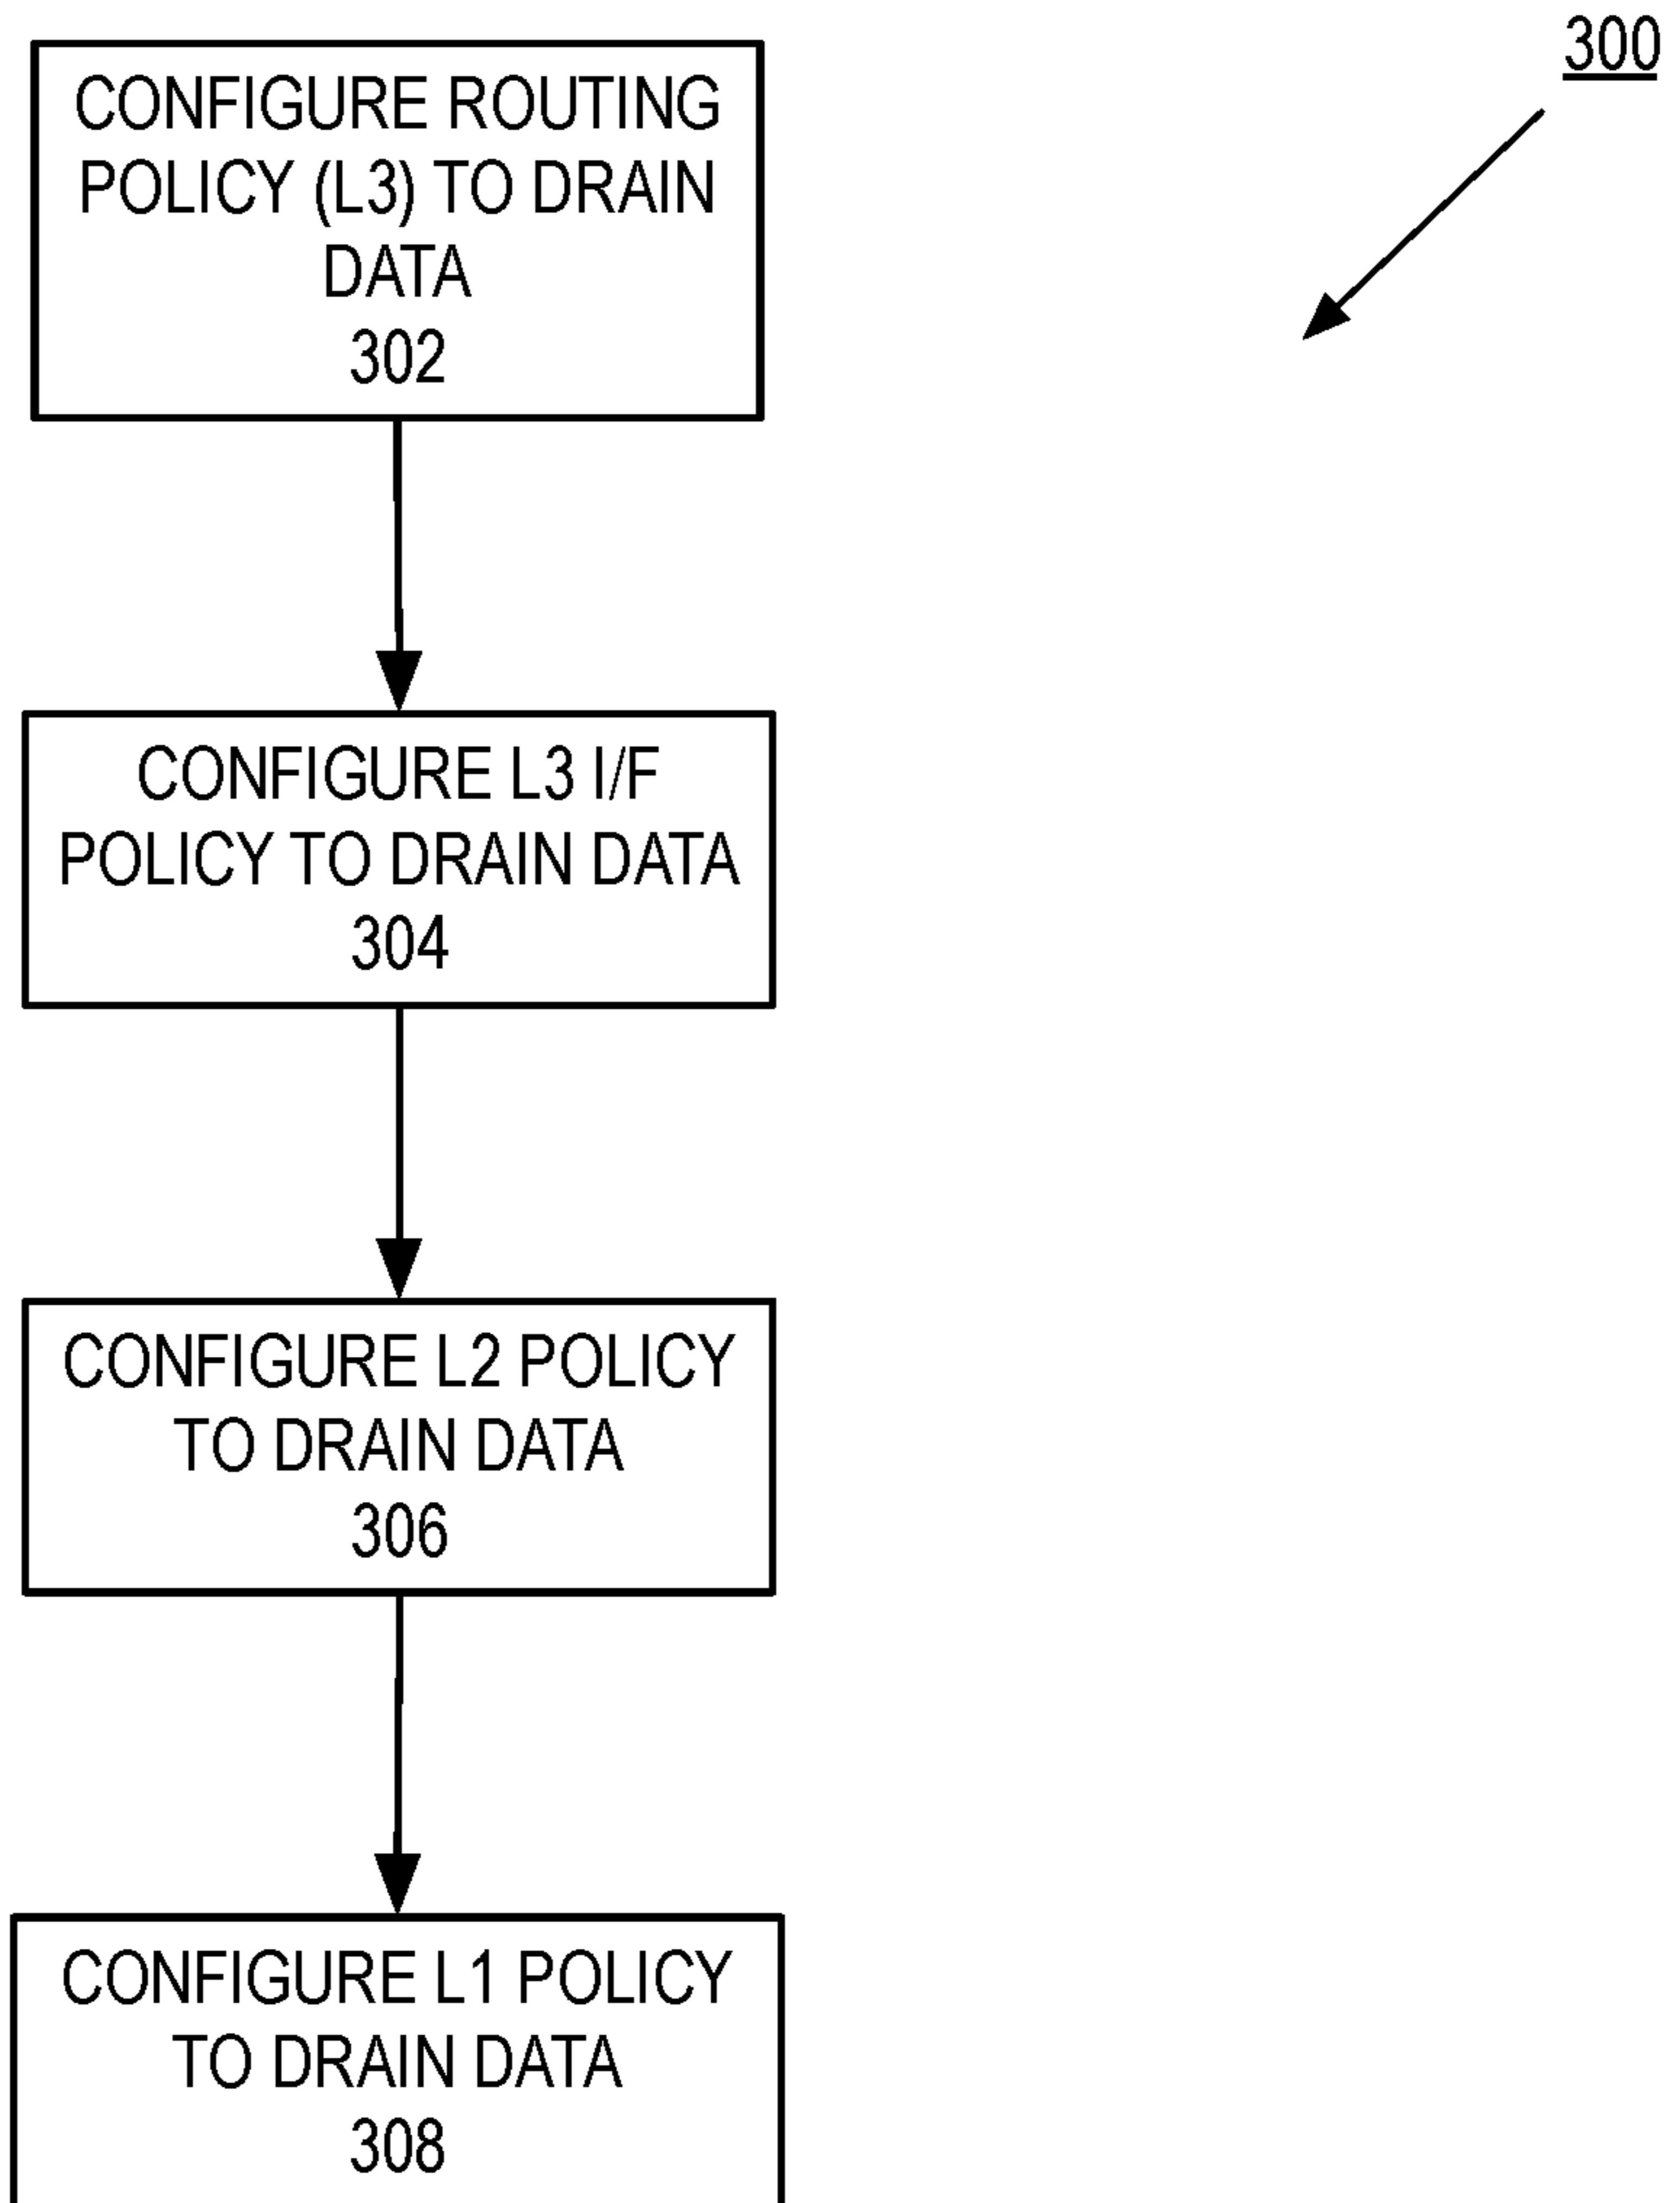 300
CONFIGURE ROUTING
POLICY (L3) TO DRAIN
DATA
302
CONFIGURE L3 I/F
POLICY TO DRAIN DATA
304
CONFIGURE L2 POLICY
TO DRAIN DATA
306
CONFIGURE L1 POLICY
TO DRAIN DATA
308